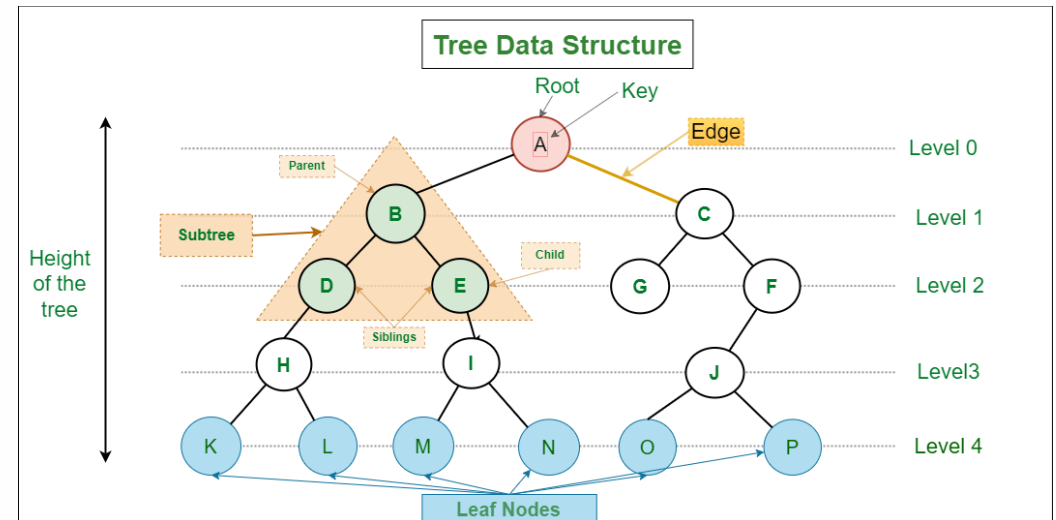 Tree Data Structure
Root
Key
A
Edge
Level 0
Parent
B
C
Level 1
Subtree
Height
of the
tree
Child
D
E
G
F
Level 2
Siblings
H
I
J
Level3
K
L
M
N
O
P
Level 4
Leaf Nodes